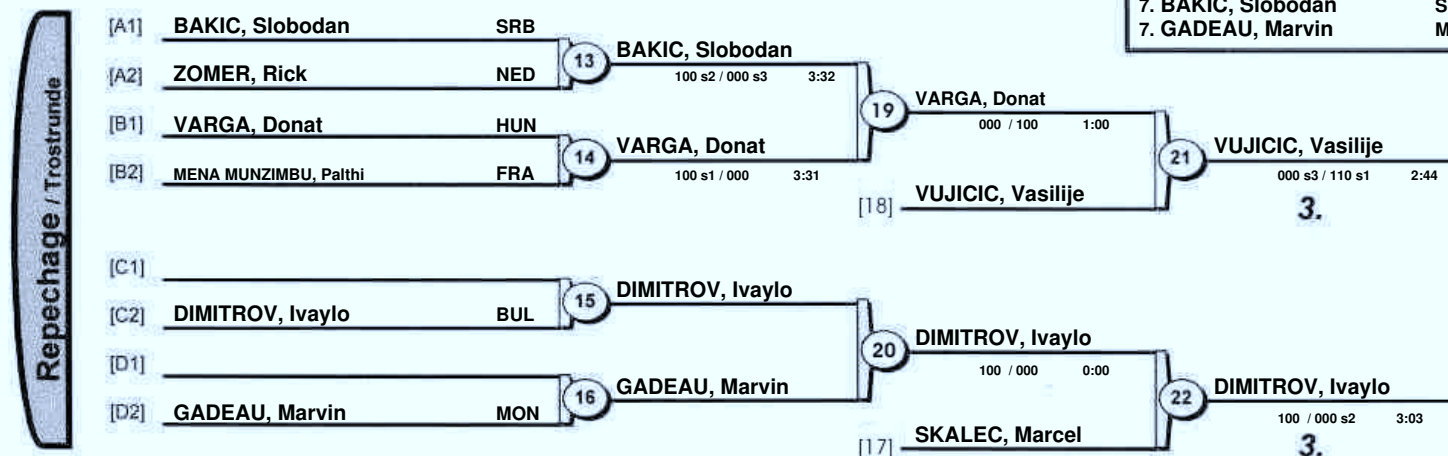 7. BAKIC, Slobodan S
7. GADEAU, Marvin M
Repechage / Trostrunde
[A1] BAKIC, Slobodan SRB
[A2] ZOMER, Rick NED
13 BAKIC, Slobodan
100 s2 / 000 s3 3:32
[B1] VARGA, Donat HUN
[B2] MENA MUNZIMBU, Palthi FRA
14 VARGA, Donat
100 s1 / 000 3:31
19 VARGA, Donat
000 / 100 1:00
[18] VUJICIC, Vasilije
21 VUJICIC, Vasilije
000 s3 / 110 s1 2:44
3.
[C1]
[C2] DIMITROV, Ivaylo BUL
15 DIMITROV, Ivaylo
[D1]
[D2] GADEAU, Marvin MON
16 GADEAU, Marvin
20 DIMITROV, Ivaylo
100 / 000 0:00
[17] SKALEC, Marcel
22 DIMITROV, Ivaylo
100 / 000 s2 3:03
3.